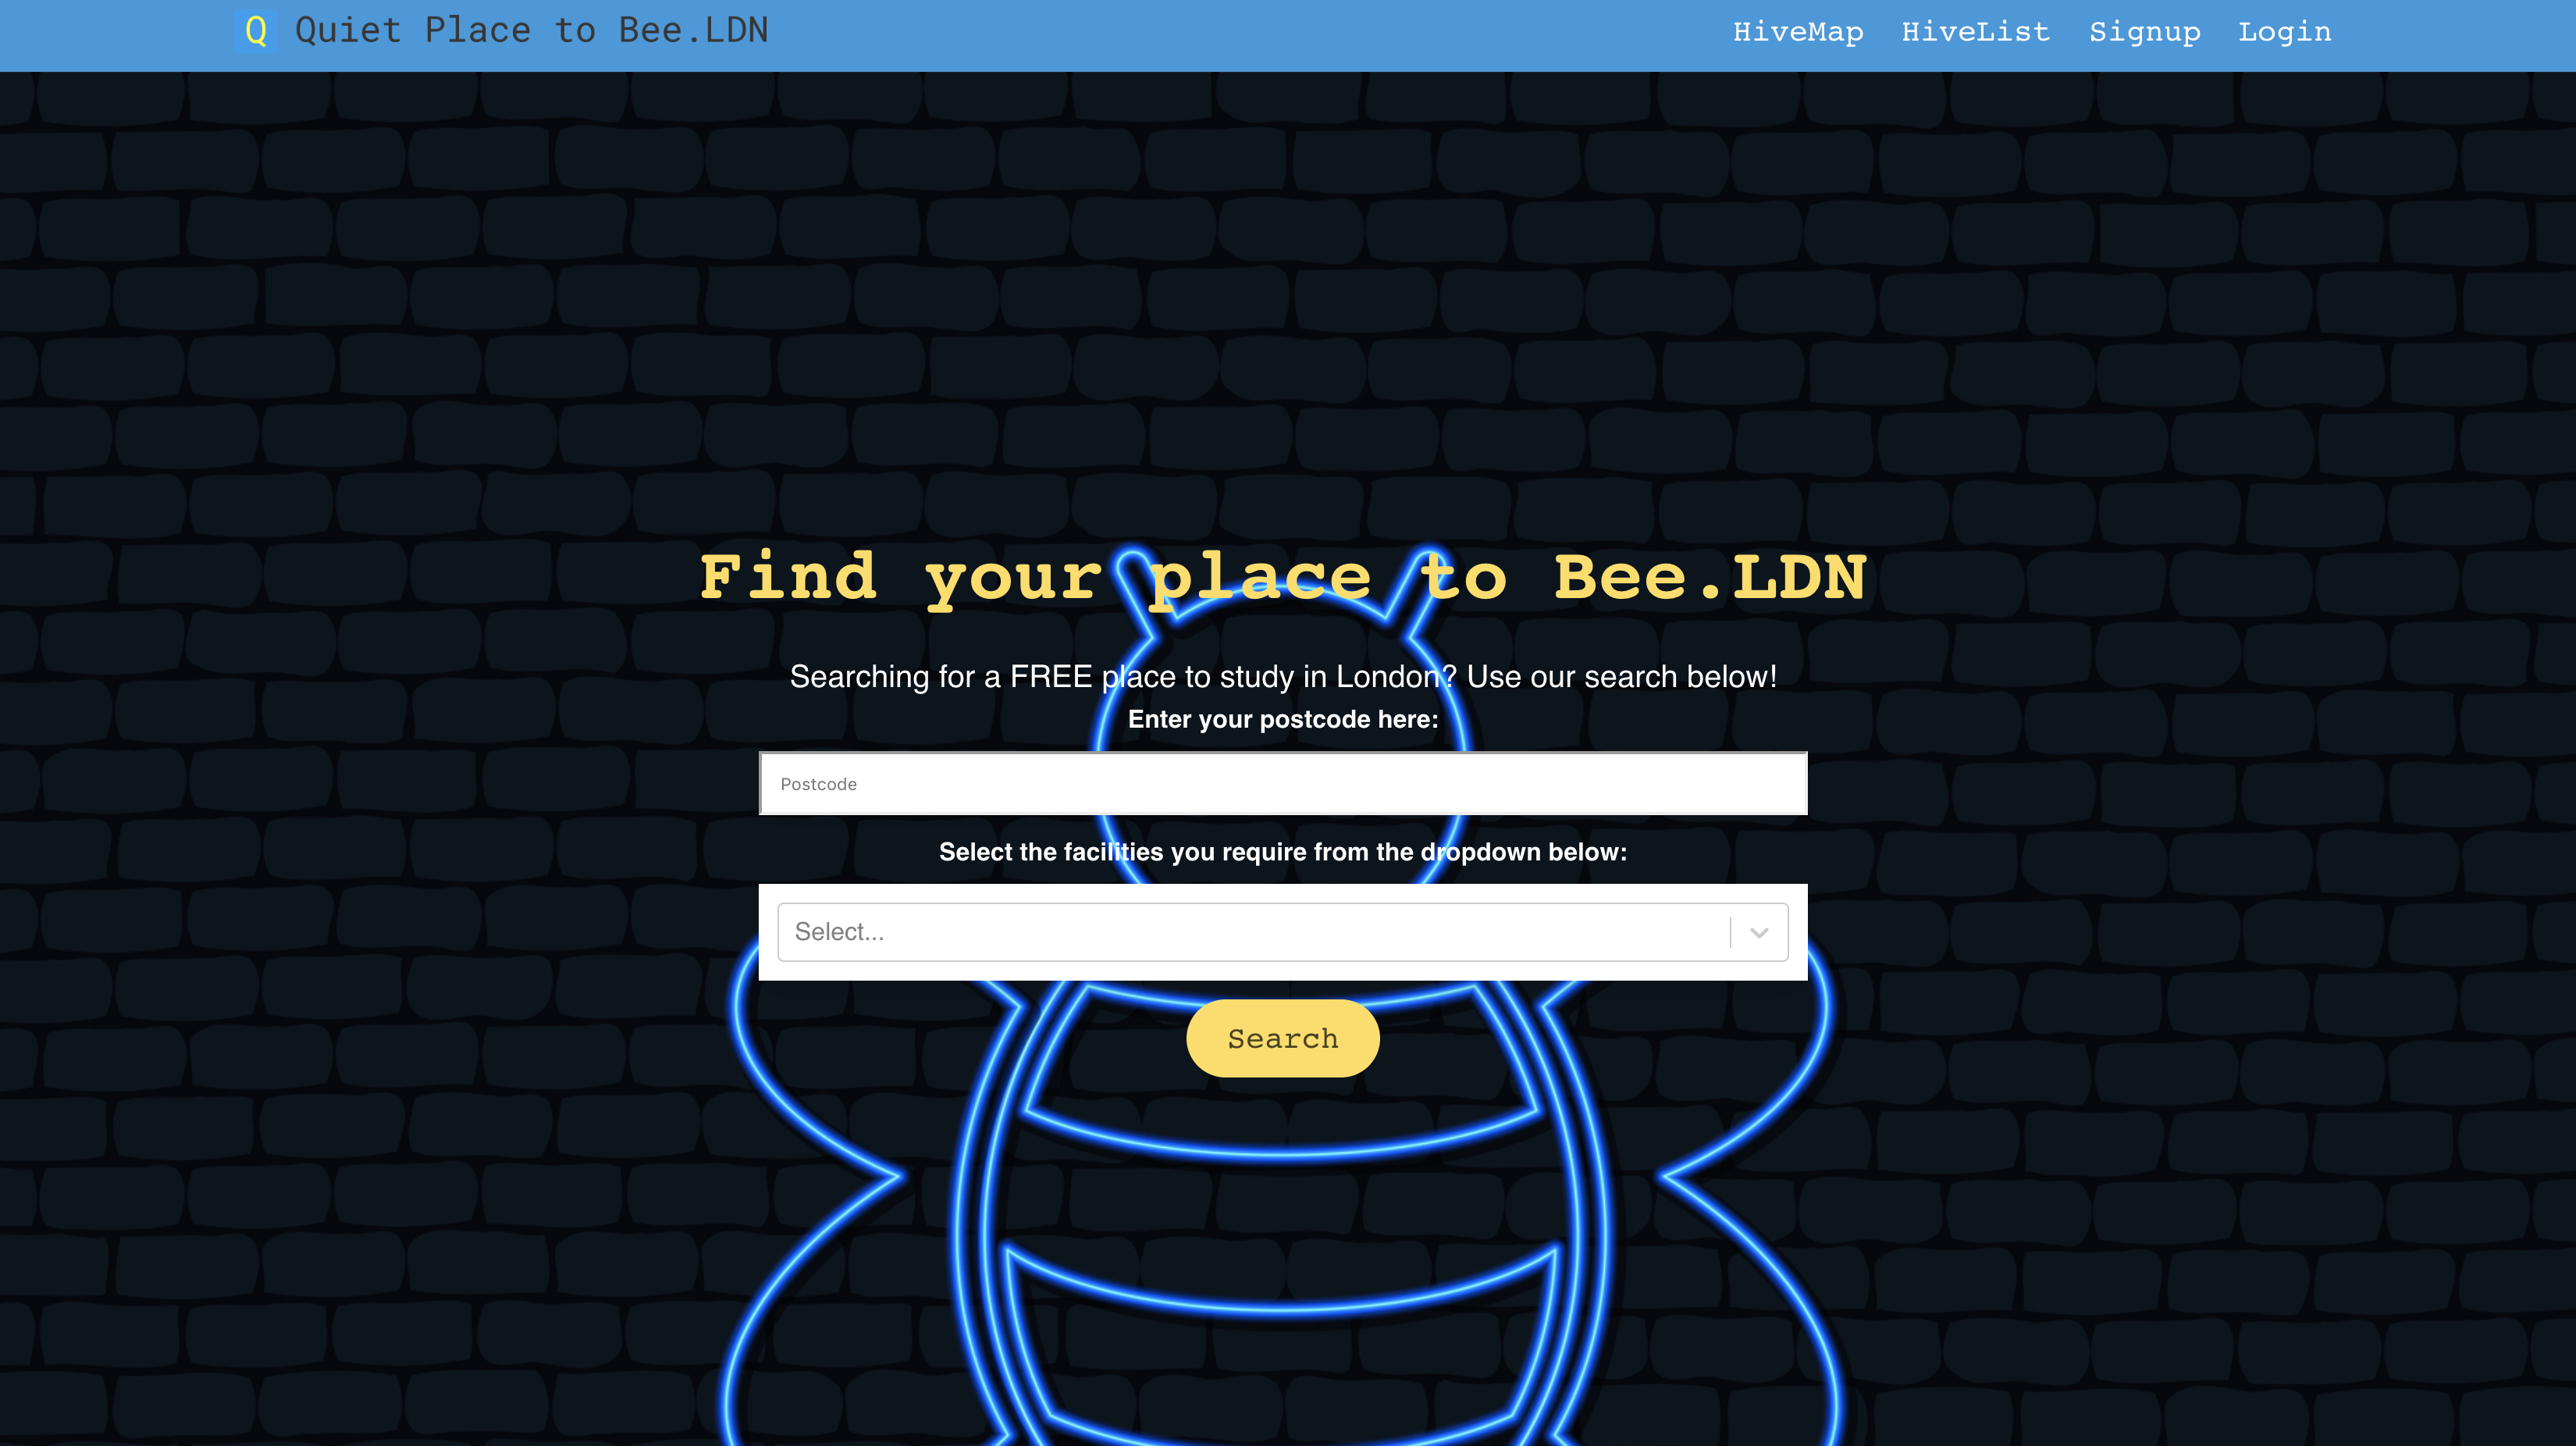 Q Quiet Place to Bee.LDN
HiveMap HiveList Signup Login
Find your place to Bee.LDN
Searching for a FREE place to study in London? Use our search below!
Enter your postcode here:
Postcode
Select the facilities you require from the dropdown below:
Select...
Search